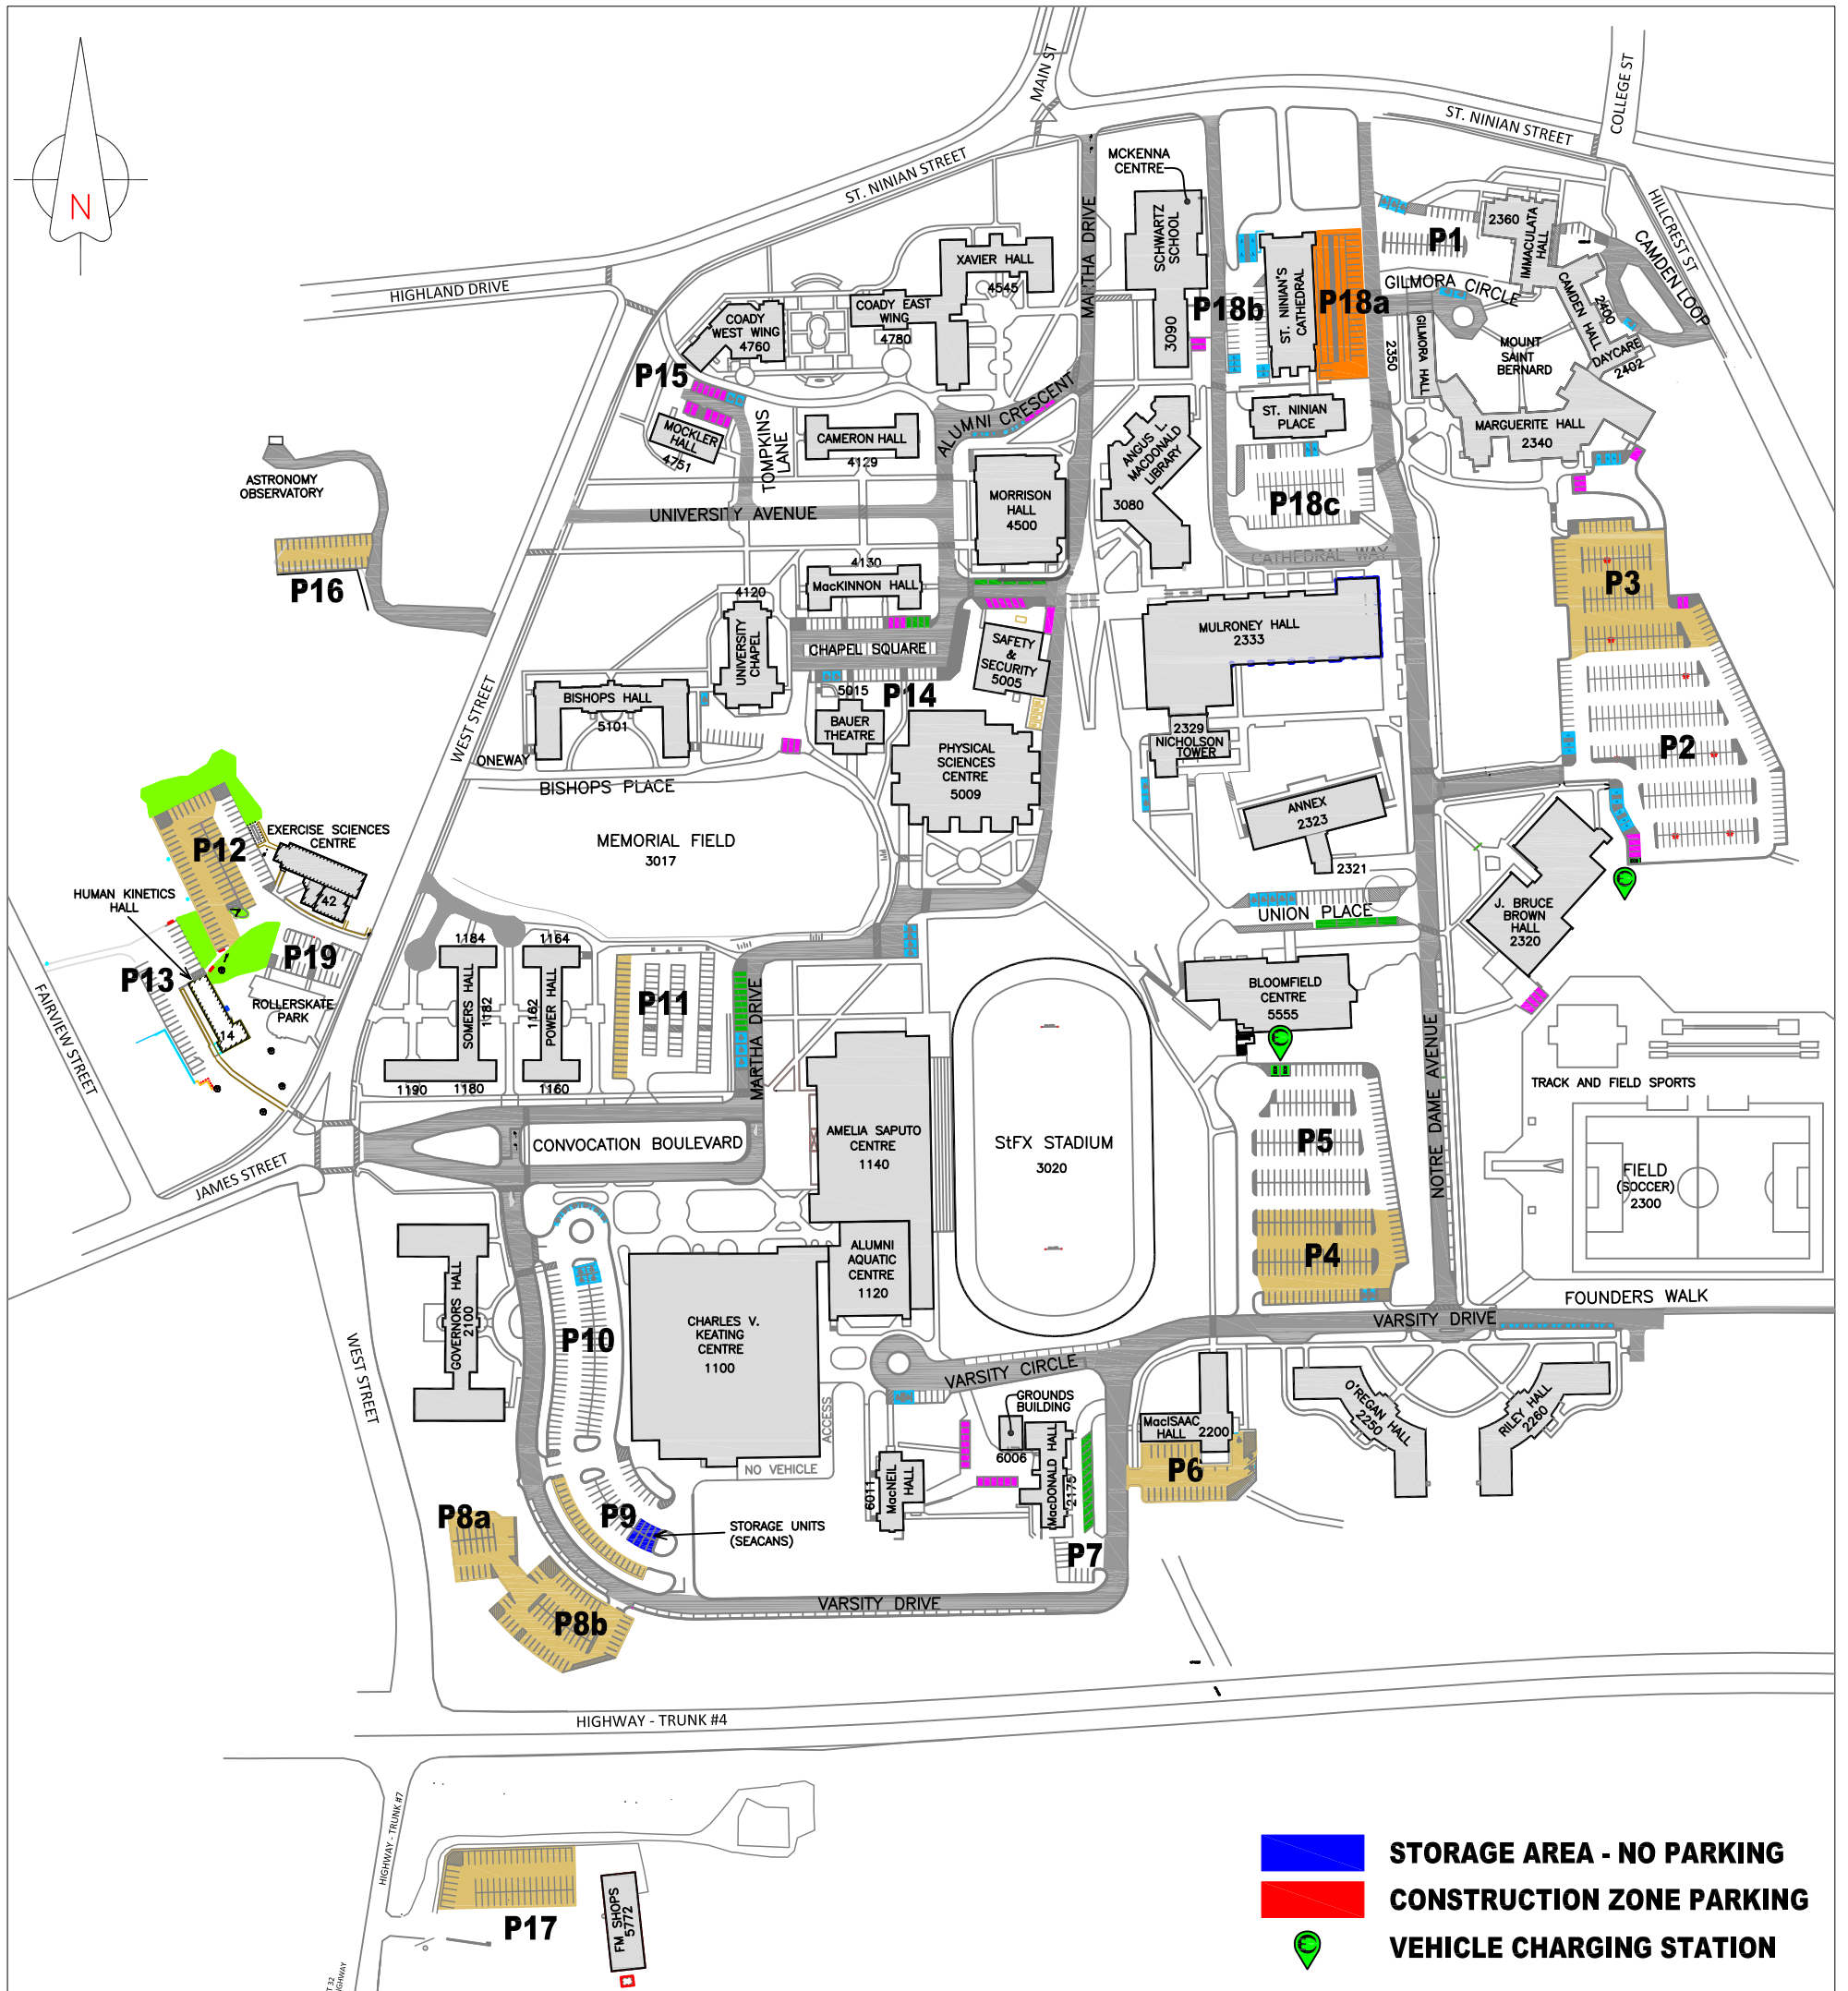 MAIN ST
ST. NINIAN STREET
COLLEGE ST
ST. NINIAN STREET
HILLCREST ST
CAMDEN LOOP
N
MCKENNA
CENTRE
MARTHA DRIVE
SCHWARTZ
SCHOOL
3090
P18b
ST. NINIAN'S
CATHEDRAL
P18a
P1
2360
IMMACULATA
HALL
GILMORA CIRCLE
CAMDEN HALL
2400
DAYCARE
2402
GILMORA HALL
2350
MOUNT
SAINT
BERNARD
MARGUERITE HALL
2340
HIGHLAND DRIVE
XAVIER HALL
4545
COADY EAST
WING
4780
COADY
WEST WING
4760
P15
MOCKLER
HALL
4751
TOMPKINS
LANE
CAMERON HALL
4129
ALUMNI CRESCENT
ANGUS L.
MACDONALD
LIBRARY
3080
ST. NINIAN
PLACE
P18c
CATHEDRAL WAY
ASTRONOMY
OBSERVATORY
P16
UNIVERSITY AVENUE
MORRISON
HALL
4500
4130
MacKINNON HALL
4120
UNIVERSITY
CHAPEL
CHAPEL SQUARE
5015
P14
BAUER
THEATRE
SAFETY
&
SECURITY
5005
MULRONEY HALL
2333
P3
P2
WEST STREET
BISHOPS HALL
5101
ONEWAY
BISHOPS PLACE
PHYSICAL
SCIENCES
CENTRE
5009
2329
NICHOLSON
TOWER
ANNEX
2323
2321
UNION PLACE
MEMORIAL FIELD
3017
P12
EXERCISE SCIENCES
CENTRE
42
HUMAN KINETICS
HALL
P19
P13
ROLLERSKATE
PARK
14
FAIRVIEW STREET
JAMES STREET
1184
1164
SOMERS HALL
1182
1162
POWER HALL
1190
1180
1160
P11
MARTHA DRIVE
J. BRUCE
BROWN
HALL
2320
BLOOMFIELD
CENTRE
5555
NOTRE DAME AVENUE
TRACK AND FIELD SPORTS
FIELD
(SOCCER)
2300
P5
P4
CONVOCATION BOULEVARD
AMELIA SAPUTO
CENTRE
1140
StFX STADIUM
3020
ALUMNI
AQUATIC
CENTRE
1120
FOUNDERS WALK
VARSITY DRIVE
GOVERNORS HALL
2100
WEST STREET
P10
CHARLES V.
KEATING
CENTRE
1100
ACCESS
NO VEHICLE
VARSITY CIRCLE
GROUNDS
BUILDING
6006
MacNEIL
HALL
6011
MacDONALD HALL
2175
MacISAAC
HALL
2200
P6
O'REGAN HALL
2250
RILEY HALL
2260
P8a
P9
STORAGE UNITS
(SEACANS)
P7
P8b
VARSITY DRIVE
HIGHWAY - TRUNK #4
HIGHWAY - TRUNK #7
P17
FM SHOPS
5772
STORAGE AREA - NO PARKING
CONSTRUCTION ZONE PARKING
VEHICLE CHARGING STATION